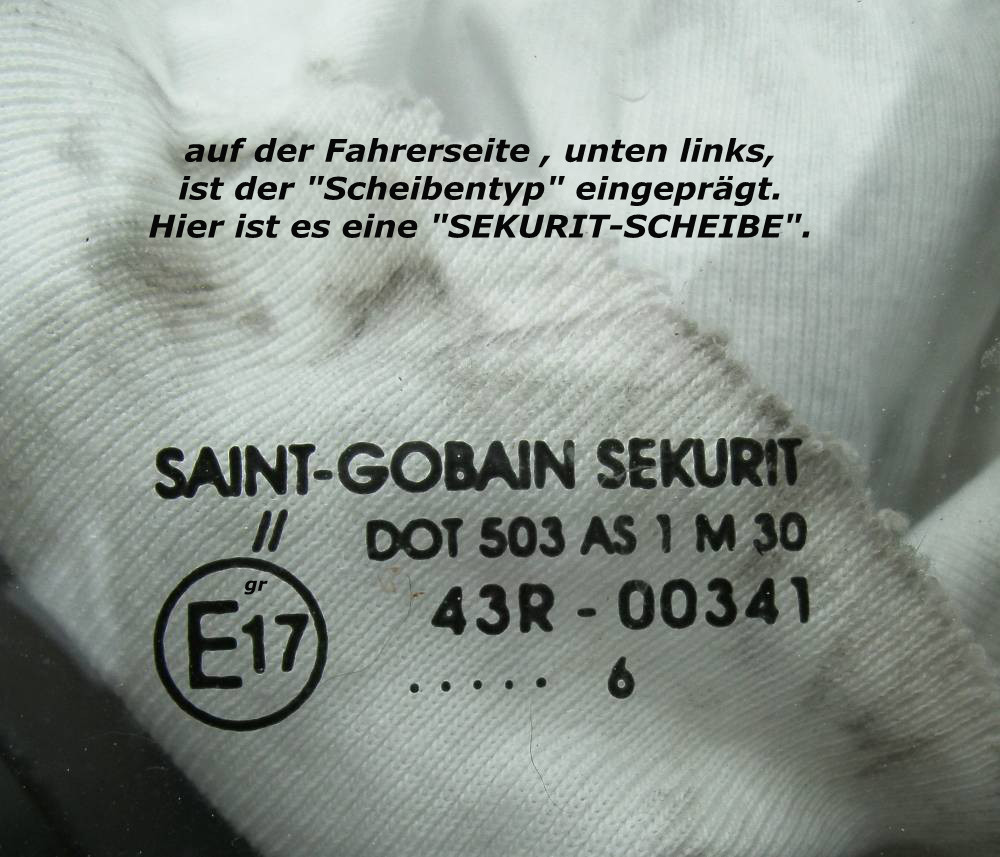 auf der Fahrerseite , unten links,
ist der "Scheibentyp" eingeprägt.
Hier ist es eine "SEKURIT-SCHEIBE".
SAINT-GOBAIN SEKURIT
// DOT 503 AS 1 M 30
gr
E17 43R - 00341
. . . . . 6